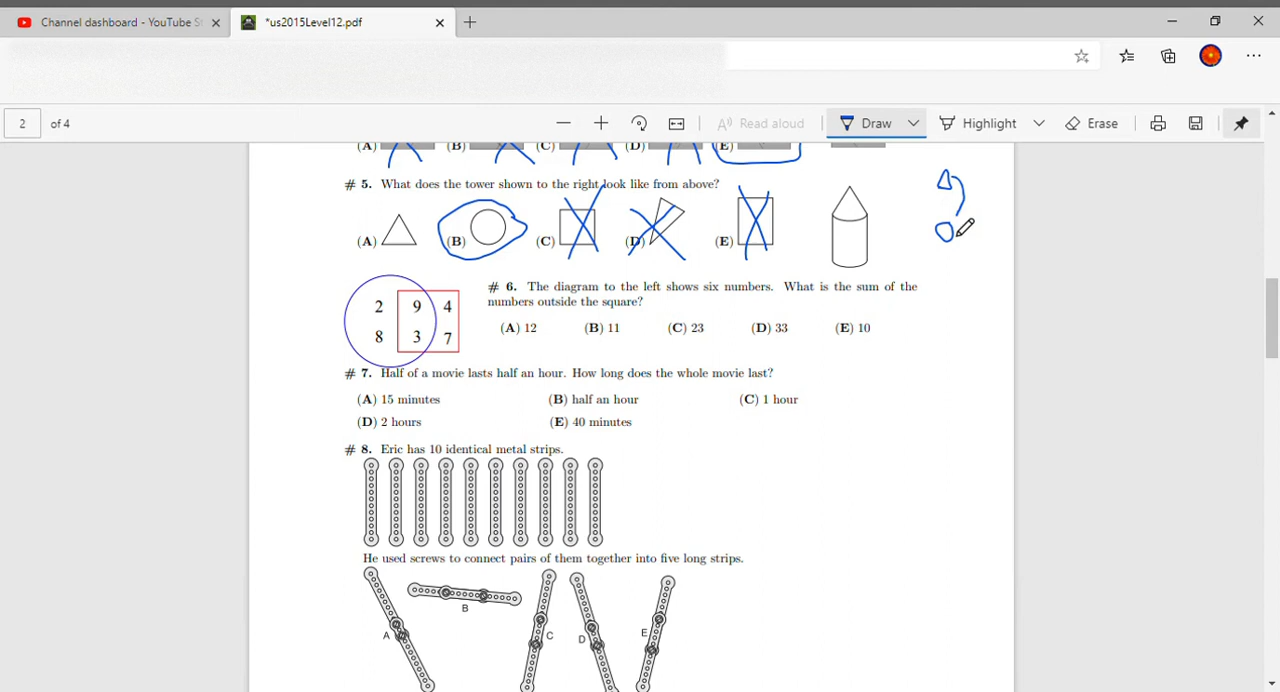 Channel dashboard - YouTube St
*us2015Level12.pdf
2 of 4
Read aloud
Draw
Highlight
Erase
(A) (B) (C) (D) (E)
# 5. What does the tower shown to the right look like from above?
(A) (B) (C) (D) (E)
# 6. The diagram to the left shows six numbers. What is the sum of the
numbers outside the square?
2 9 4
8 3 7
(A) 12 (B) 11 (C) 23 (D) 33 (E) 10
# 7. Half of a movie lasts half an hour. How long does the whole movie last?
(A) 15 minutes (B) half an hour (C) 1 hour
(D) 2 hours (E) 40 minutes
# 8. Eric has 10 identical metal strips.
He used screws to connect pairs of them together into five long strips.
A B C D E